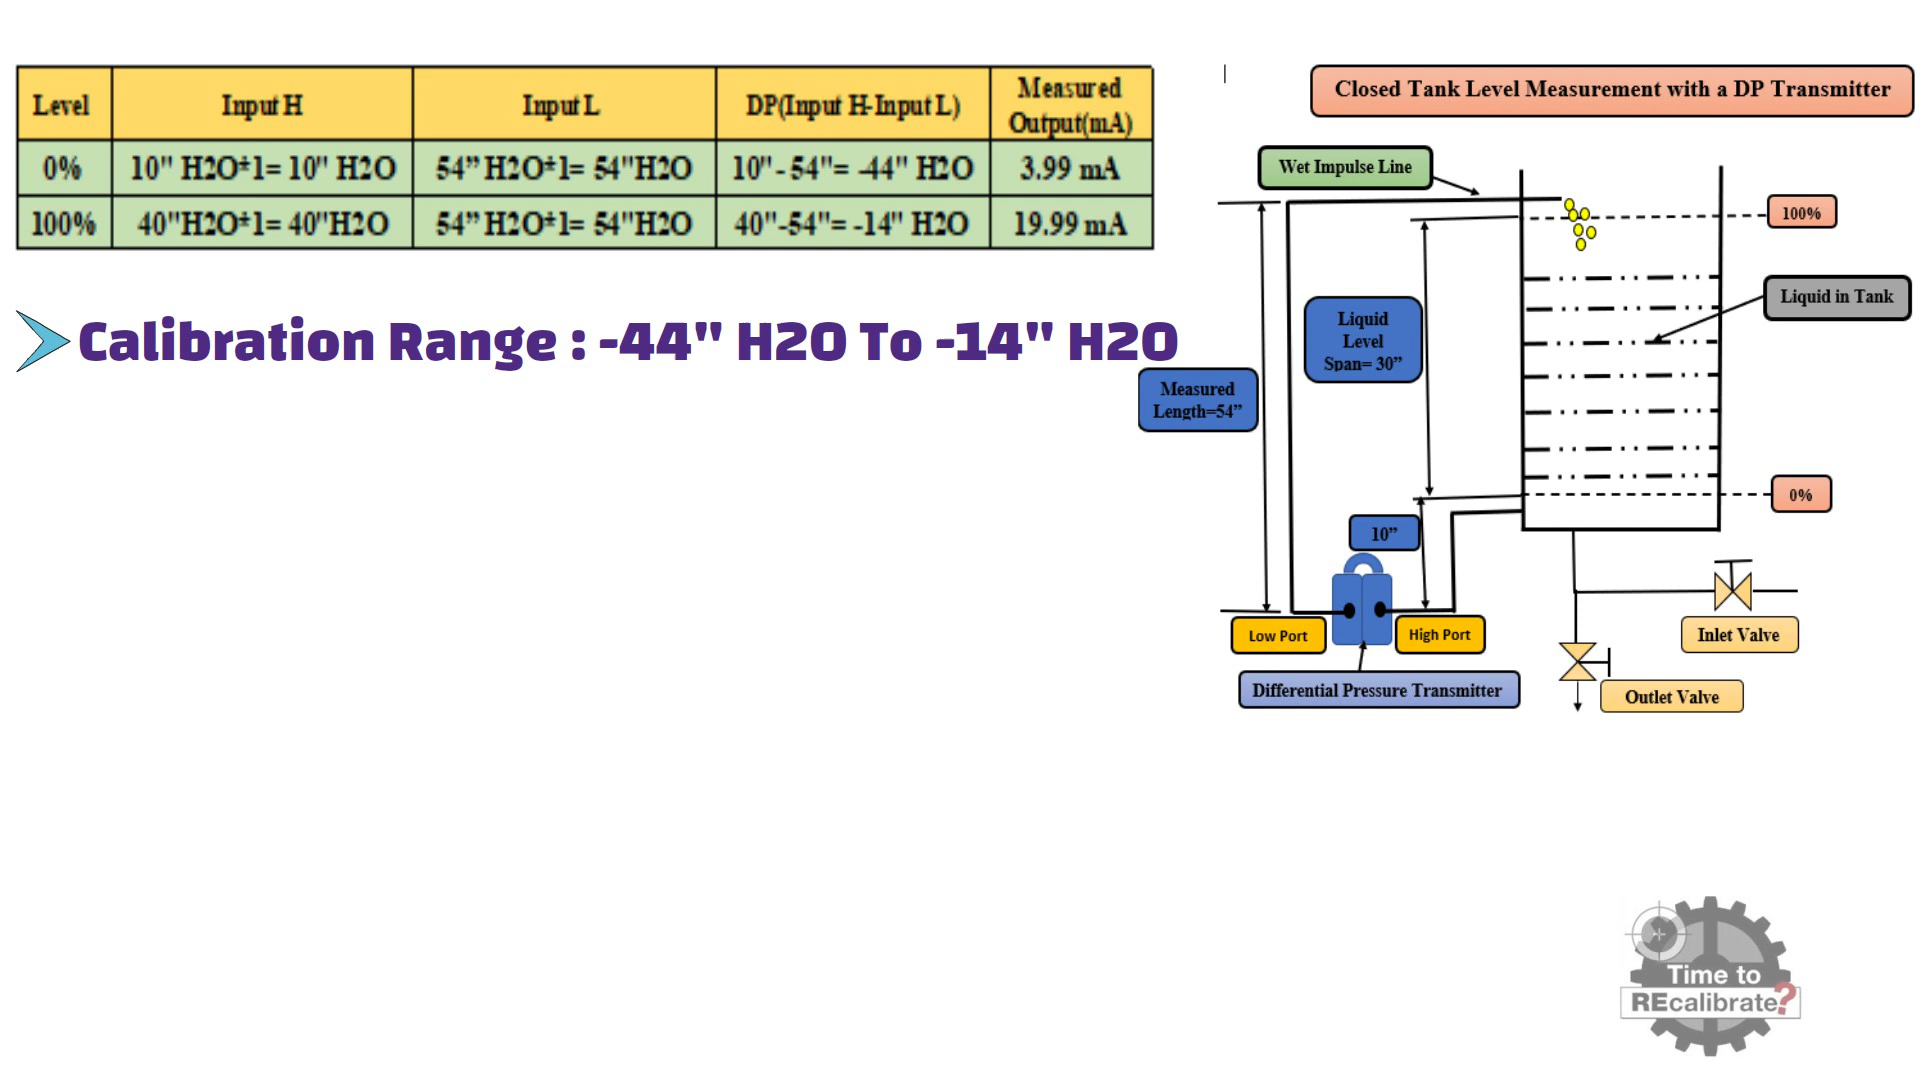 Level Input H Input L DP(Input H-Input L) Measured Output(mA)
0% 10" H2O*1= 10" H2O 54” H2O*1= 54"H2O 10"-54"= -44" H2O 3.99 mA
100% 40"H2O*1= 40"H2O 54” H2O*1= 54"H2O 40"-54"= -14" H2O 19.99 mA
Calibration Range : -44" H2O To -14" H2O
Closed Tank Level Measurement with a DP Transmitter
Wet Impulse Line
100%
Liquid in Tank
Liquid
Level
Span= 30”
Measured
Length=54”
0%
10”
Low Port
High Port
Inlet Valve
Differential Pressure Transmitter
Outlet Valve
Time to
REcalibrate?